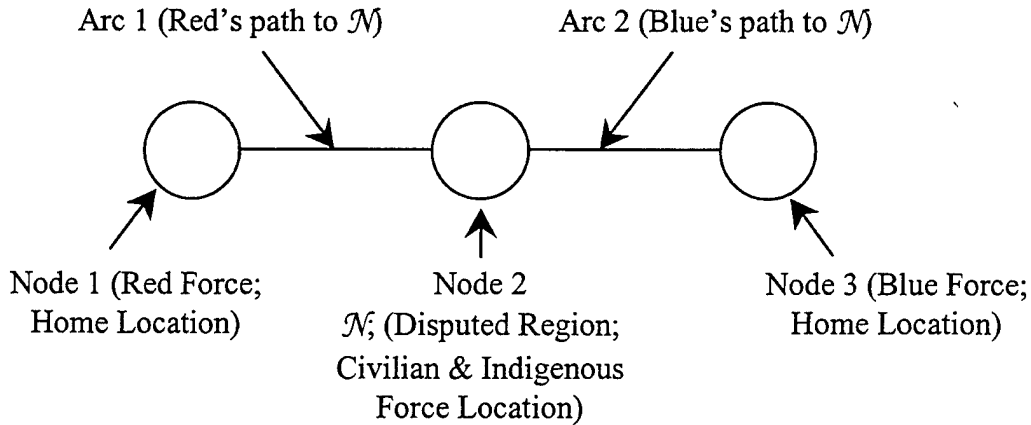 Arc 1 (Red's path to 𝒩)
Arc 2 (Blue's path to 𝒩)
Node 1 (Red Force;
Home Location)
Node 2
𝒩; (Disputed Region;
Civilian & Indigenous
Force Location)
Node 3 (Blue Force;
Home Location)